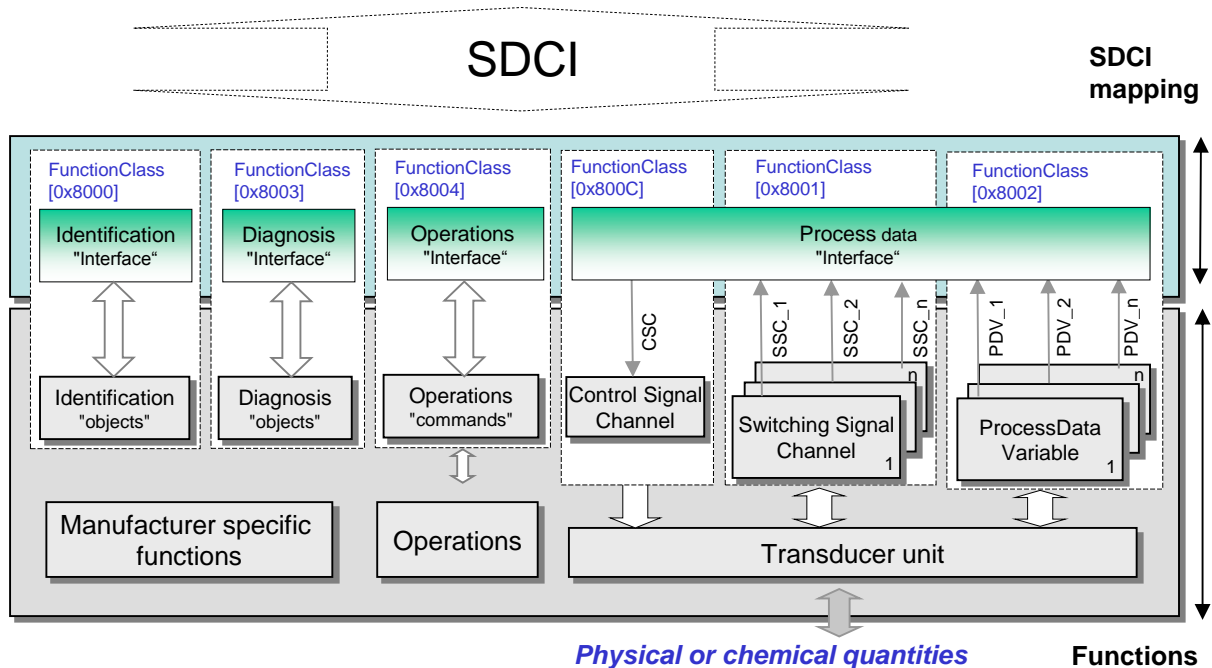 SDCI
SDCI
mapping
FunctionClass
[0x8000]
FunctionClass
[0x8003]
FunctionClass
[0x8004]
FunctionClass
[0x800C]
FunctionClass
[0x8001]
FunctionClass
[0x8002]
Identification
"Interface“
Diagnosis
"Interface“
Operations
"Interface“
Process data
"Interface“
CSC
SSC_1
SSC_2
SSC_n
PDV_1
PDV_2
PDV_n
Identification
"objects"
Diagnosis
"objects"
Operations
"commands"
Control Signal
Channel
n
Switching Signal
Channel
1
n
ProcessData
Variable
1
Manufacturer specific
functions
Operations
Transducer unit
Physical or chemical quantities
Functions